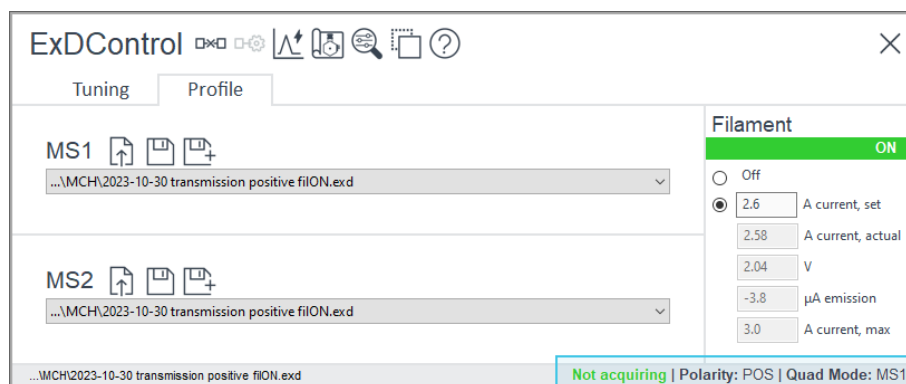 ExDControl
Tuning Profile
MS1
...\MCH\2023-10-30 transmission positive filON.exd
MS2
...\MCH\2023-10-30 transmission positive filON.exd
Filament
ON
Off
2.6 A current, set
2.58 A current, actual
2.04 V
-3.8 µA emission
3.0 A current, max
...\MCH\2023-10-30 transmission positive filON.exd
Not acquiring | Polarity: POS | Quad Mode: MS1